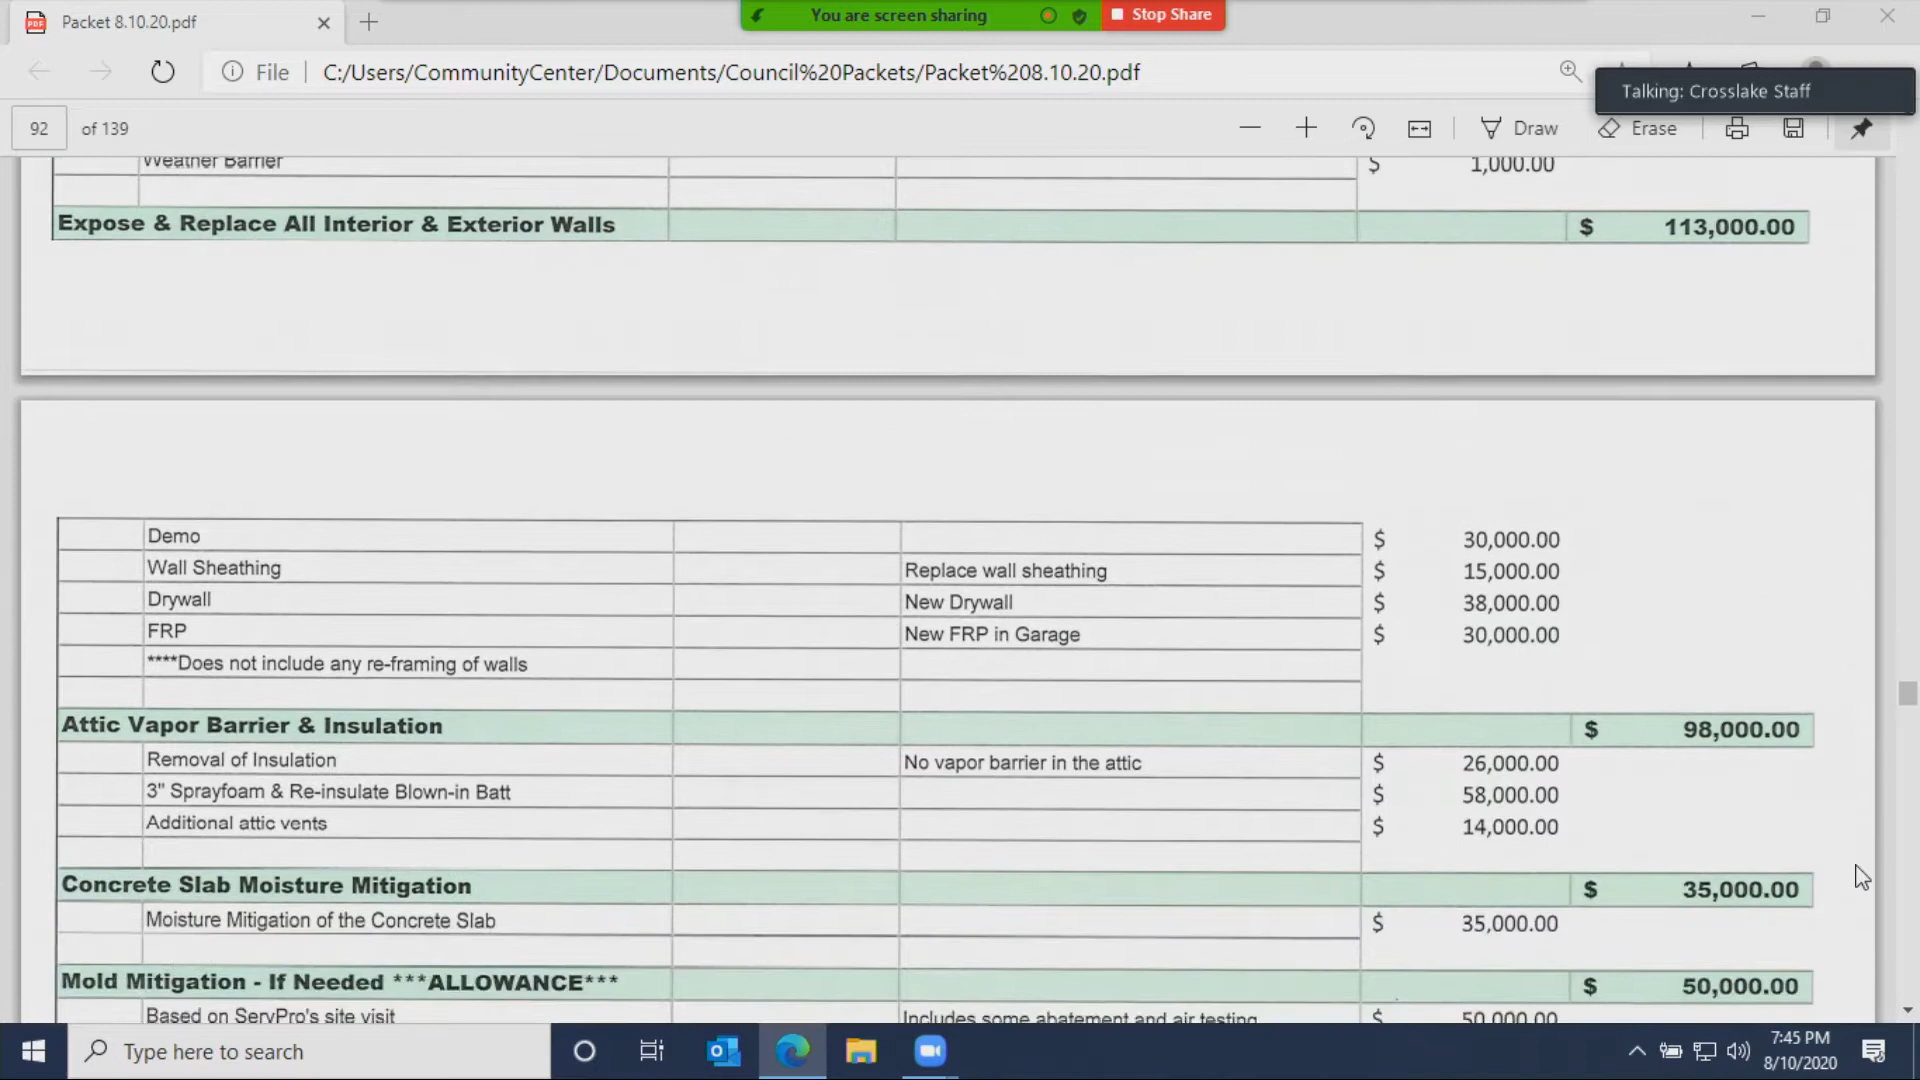 Packet 8.10.20.pdf
You are screen sharing
Stop Share
File
C:/Users/CommunityCenter/Documents/Council%20Packets/Packet%208.10.20.pdf
Talking: Crosslake Staff
92 of 139
Draw
Erase
Weather Barrier $ 1,000.00
Expose & Replace All Interior & Exterior Walls $ 113,000.00
Demo $ 30,000.00
Wall Sheathing Replace wall sheathing $ 15,000.00
Drywall New Drywall $ 38,000.00
FRP New FRP in Garage $ 30,000.00
****Does not include any re-framing of walls
Attic Vapor Barrier & Insulation $ 98,000.00
Removal of Insulation No vapor barrier in the attic $ 26,000.00
3" Sprayfoam & Re-insulate Blown-in Batt $ 58,000.00
Additional attic vents $ 14,000.00
Concrete Slab Moisture Mitigation $ 35,000.00
Moisture Mitigation of the Concrete Slab $ 35,000.00
Mold Mitigation - If Needed ***ALLOWANCE*** $ 50,000.00
Based on ServPro's site visit Includes some abatement and air testing $ 50,000.00
Type here to search
7:45 PM
8/10/2020